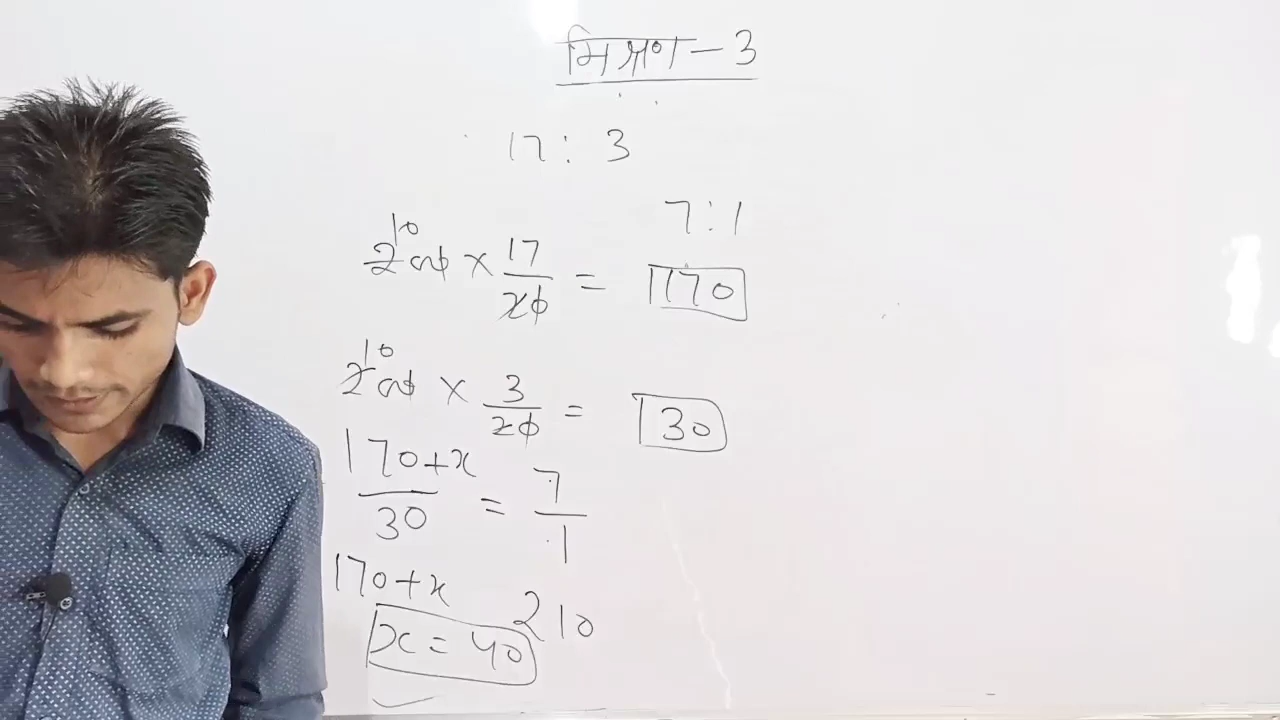 मिश्रण - 3
17 : 3
7 : 1
10
200 × 17/20 = 170
10
200 × 3/20 = 30
170+x/30 = 7/1
170+x 210
x = 40